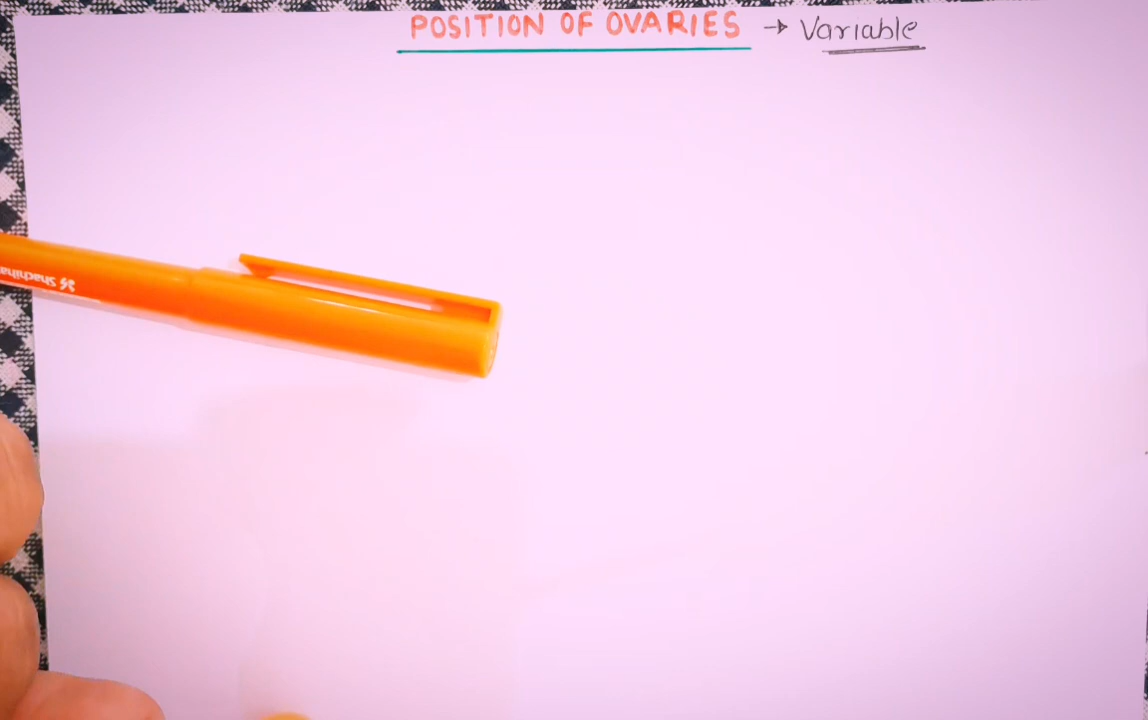 POSITION OF OVARIES → Variable